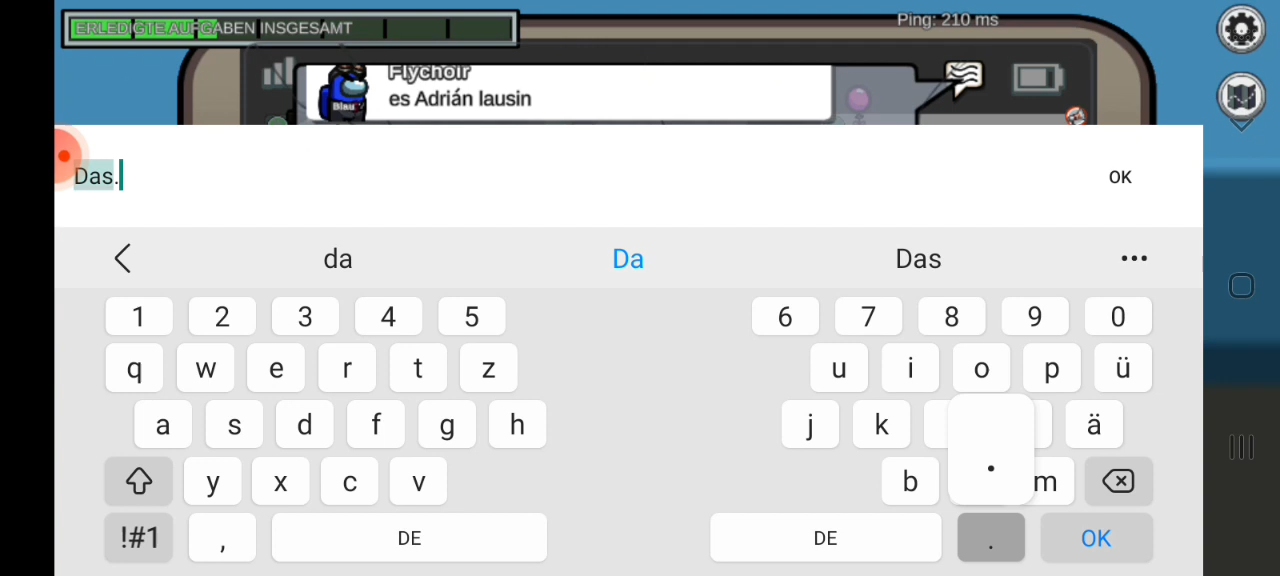 ERLEDIGTE AUFGABEN INSGESAMT
Ping: 210 ms
Flychoir
Blau
es Adrián lausin
Das.
OK
da Da Das
1 2 3 4 5 6 7 8 9 0
q w e r t z u i o p ü
a s d f g h j k ä
y x c v b m
!#1 , DE DE . OK
.